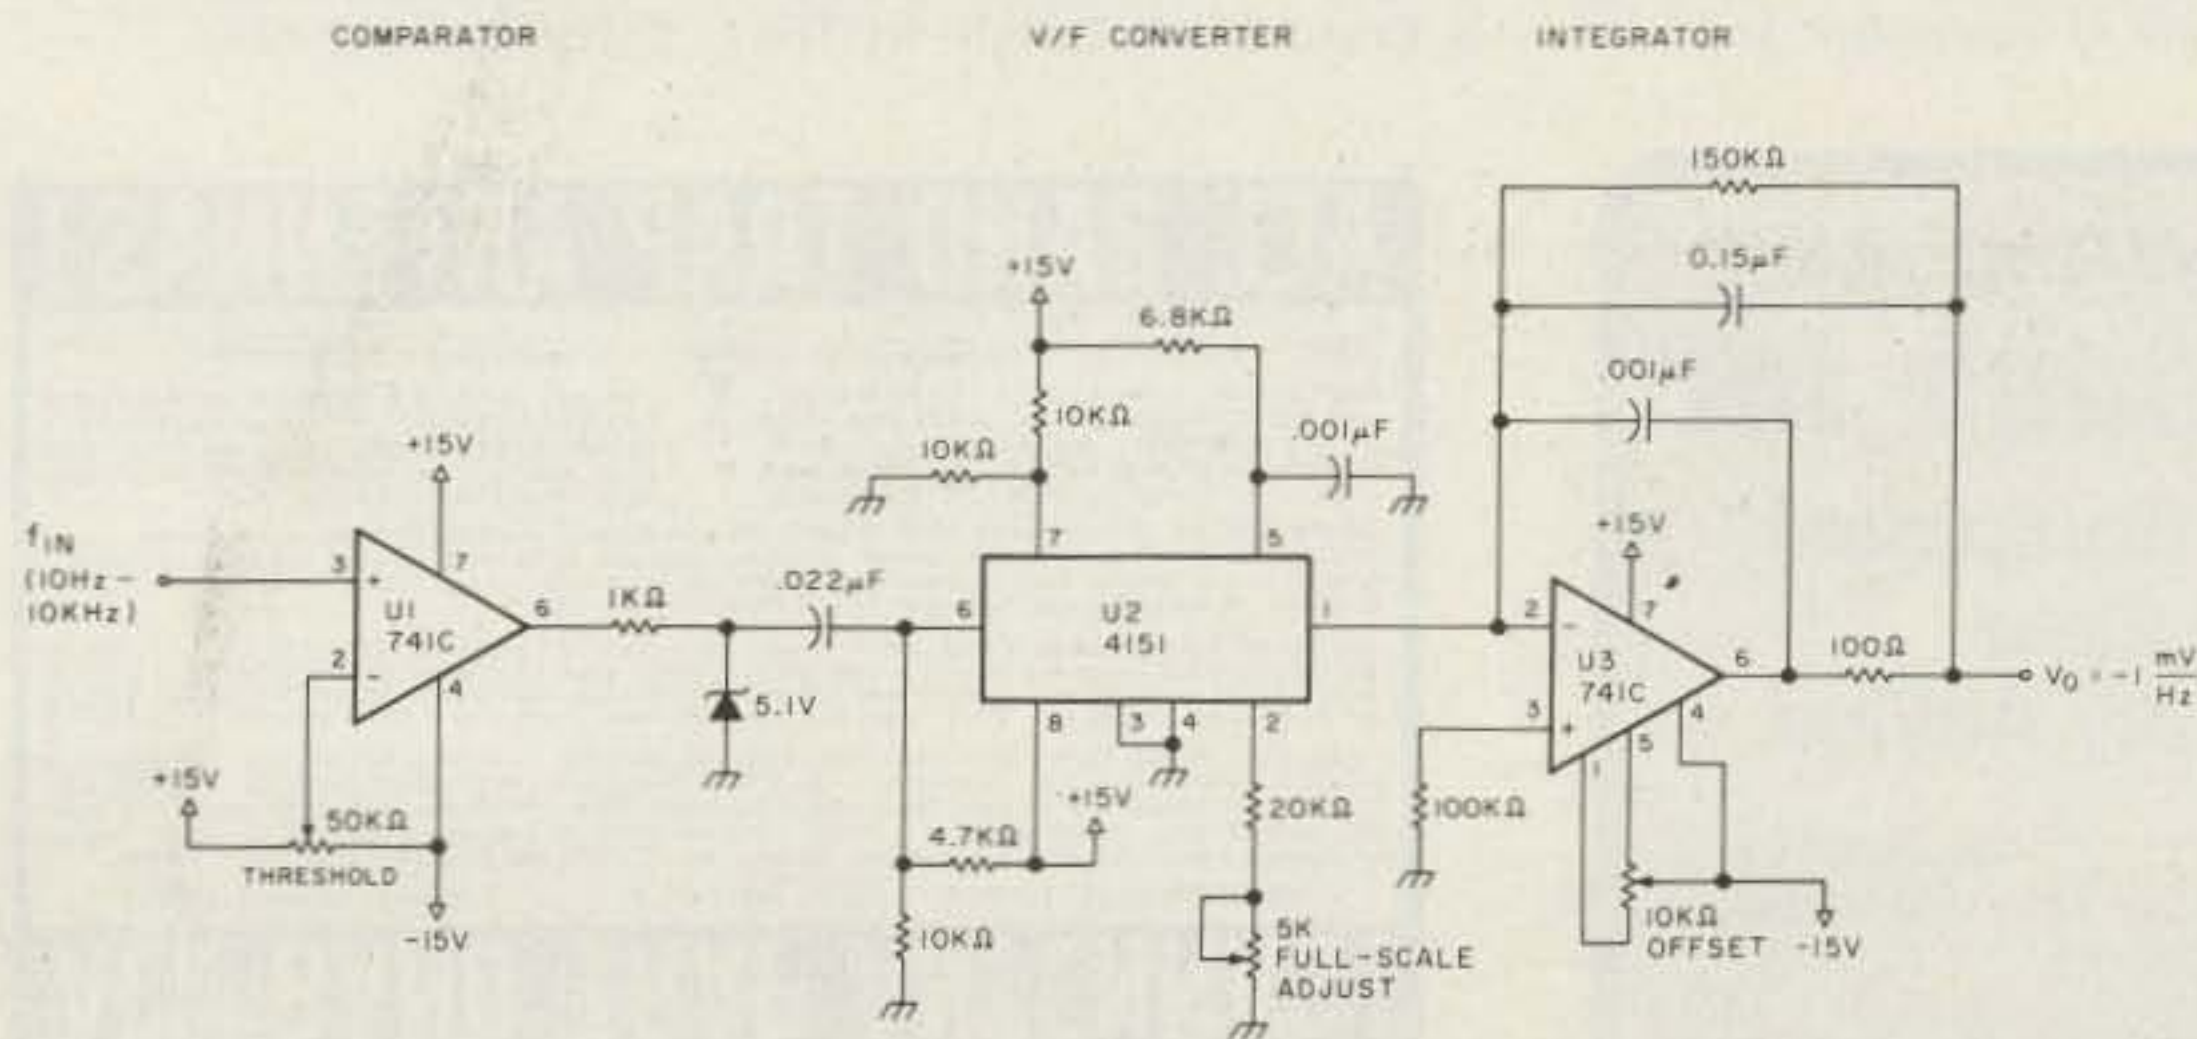 COMPARATOR
V/F CONVERTER
INTEGRATOR
150KΩ
0.15µF
.001µF
+15V
6.8KΩ
10KΩ
10KΩ
.001µF
+15V
fIN
(10Hz –
10KHz)
3
+
7
U1
741C
6
2
–
4
1KΩ
.022µF
5.1V
+15V
50KΩ
THRESHOLD
-15V
7
5
6
U2
4151
1
8
3
4
2
4.7KΩ
+15V
10KΩ
20KΩ
5K
FULL-SCALE
ADJUST
+15V
2
–
7
U3
741C
6
3
+
4
5
1
100Ω
V0 = -1 mV
Hz
100KΩ
10KΩ
OFFSET
-15V